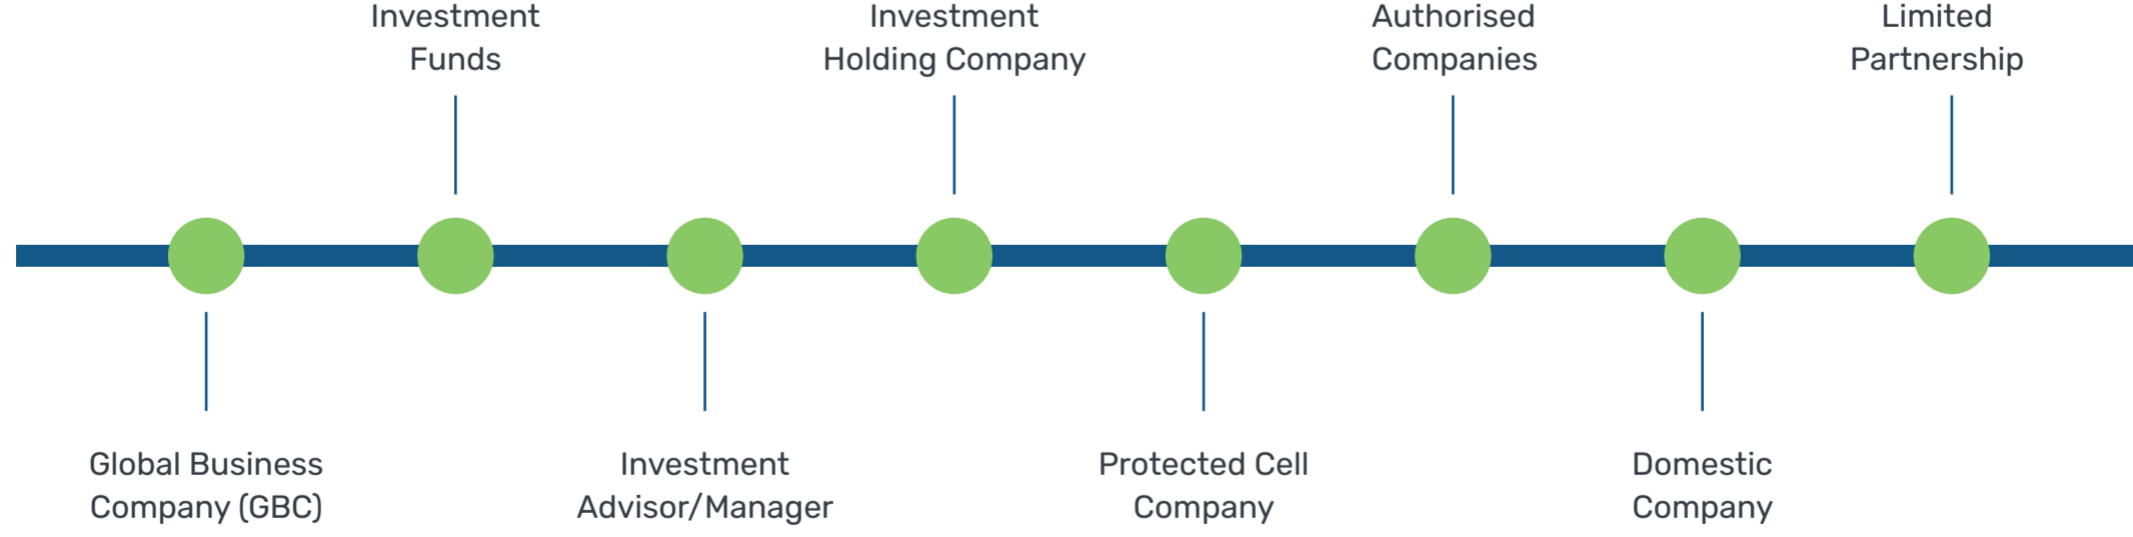 Investment
Funds
Investment
Holding Company
Authorised
Companies
Limited
Partnership
Global Business
Company (GBC)
Investment
Advisor/Manager
Protected Cell
Company
Domestic
Company